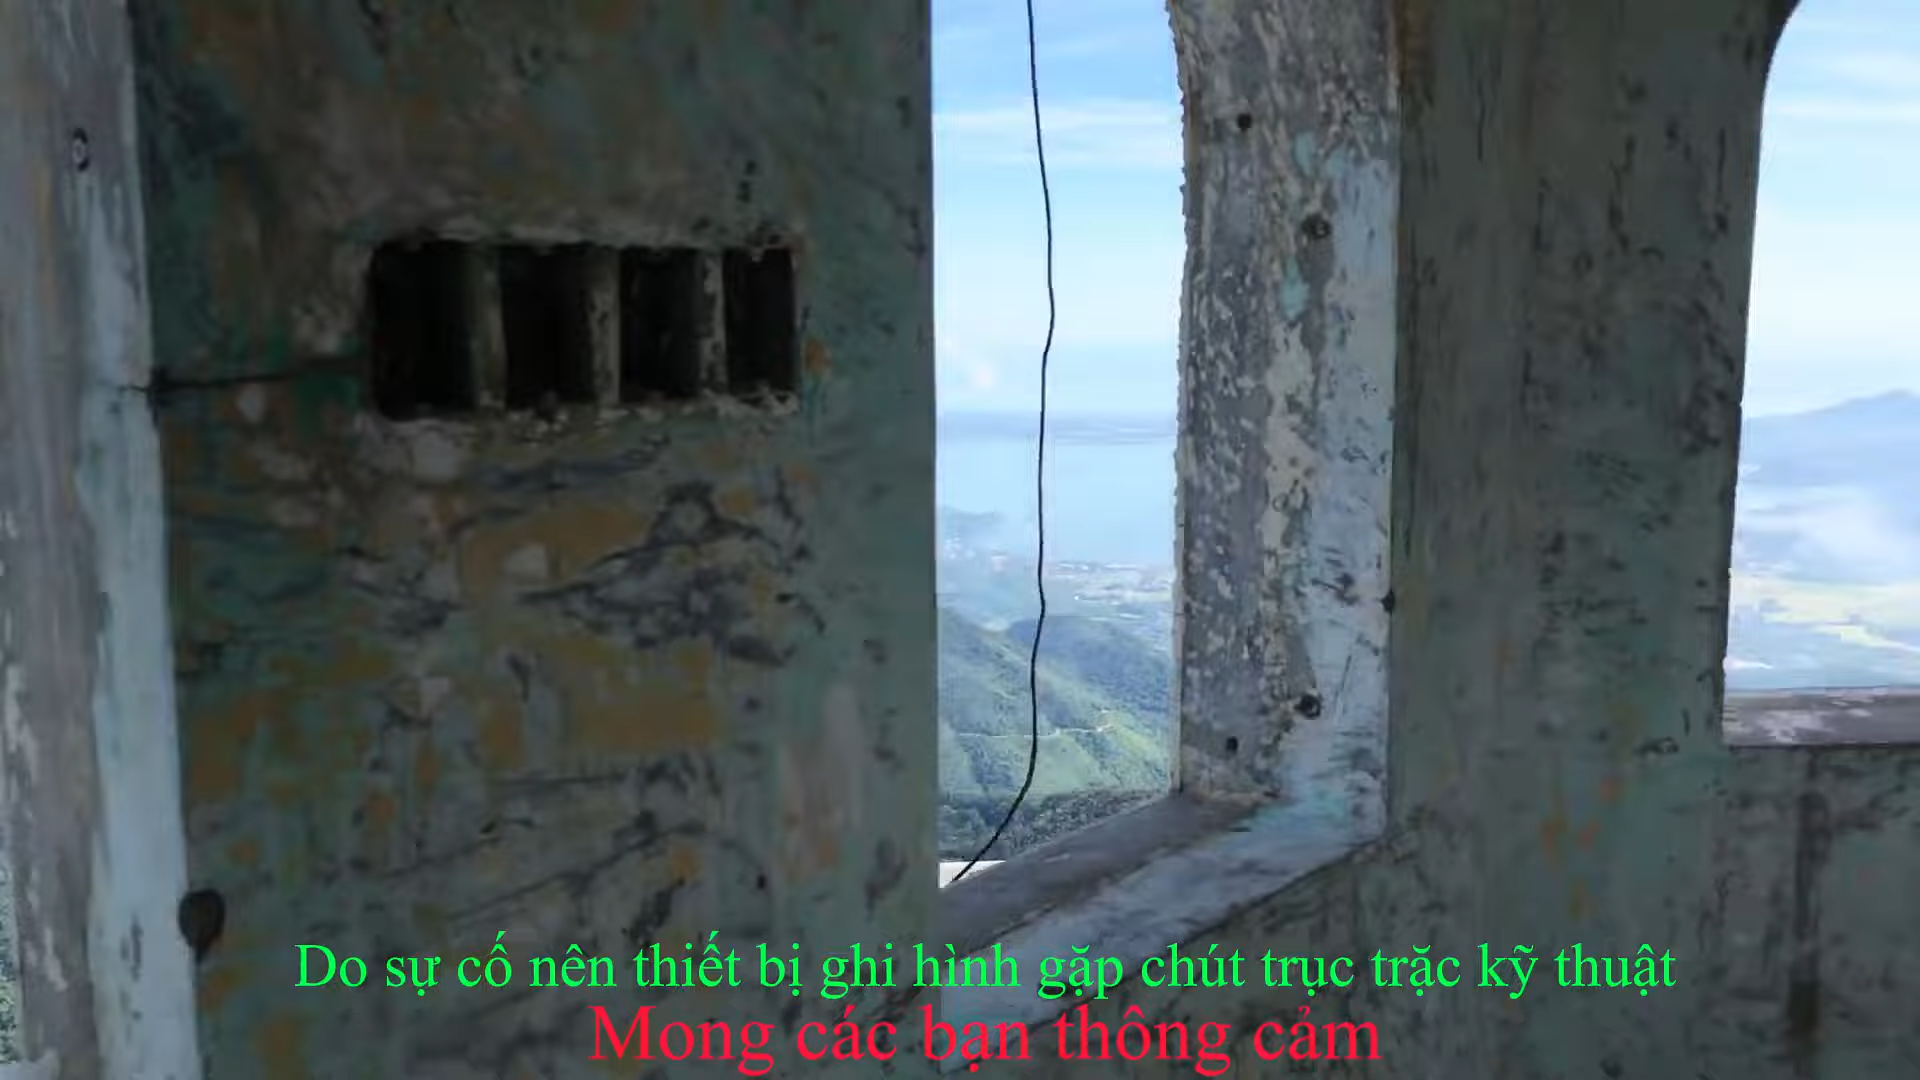 Do sự cố nên thiết bị ghi hình gặp chút trục trặc kỹ thuật
Mong các bạn thông cảm